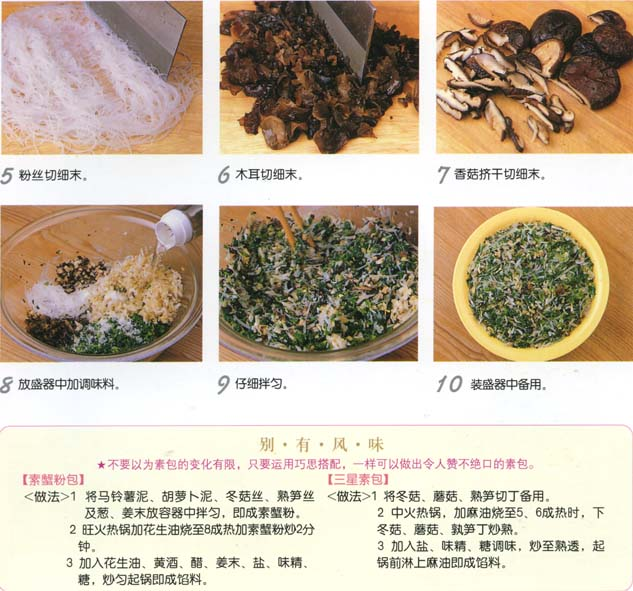 5 粉丝切细末。
6 木耳切细末。
7 香菇挤干切细末。
8 放盛器中加调味料。
9 仔细拌匀。
10 装盛器中备用。
别·有·风·味
★不要以为素包的变化有限，只要运用巧思搭配，一样可以做出令人赞不绝口的素包。
【素蟹粉包】
<做法>1 将马铃薯泥、胡萝卜泥、冬菇丝、熟笋丝
及葱、姜末放容器中拌匀，即成素蟹粉。
2 旺火热锅加花生油烧至8成热加素蟹粉炒2分
钟。
3 加入花生油、黄酒、醋、姜末、盐、味精、
糖，炒匀起锅即成馅料。
【三星素包】
<做法>1 将冬菇、蘑菇、熟笋切丁备用。
2 中火热锅，加麻油烧至5、6成热时，下
冬菇、蘑菇、孰笋丁炒熟。
3 加入盐、味精、糖调味，炒至熟透，起
锅前淋上麻油即成馅料。